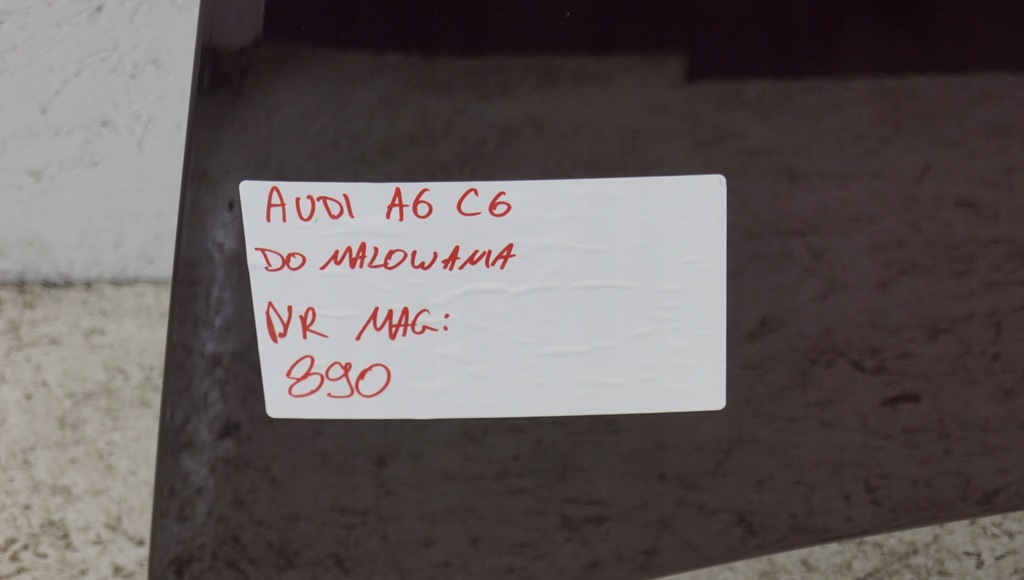 AUDI A6 C6
DO MALOWANIA
NR MAG:
890